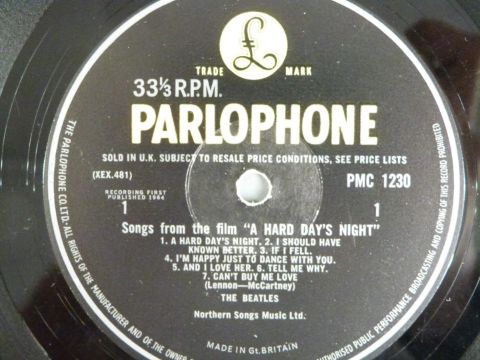 £
TRADE MARK
33⅓ R.P.M.
PARLOPHONE
SOLD IN U.K. SUBJECT TO RESALE PRICE CONDITIONS, SEE PRICE LISTS
(XEX.481)
PMC 1230
RECORDING FIRST
PUBLISHED 1964
1
1
Songs from the film "A HARD DAY'S NIGHT"
1. A HARD DAY'S NIGHT. 2. I SHOULD HAVE
KNOWN BETTER. 3. IF I FELL.
4. I'M HAPPY JUST TO DANCE WITH YOU.
5. AND I LOVE HER. 6. TELL ME WHY.
7. CAN'T BUY ME LOVE
(Lennon—McCartney)
THE BEATLES
Northern Songs Music Ltd.
MADE IN GT. BRITAIN
THE PARLOPHONE CO. LTD. ALL RIGHTS OF THE MANUFACTURER AND OF THE OWNER
UNAUTHORISED PUBLIC PERFORMANCE BROADCASTING AND COPYING OF THIS RECORD PROHIBITED